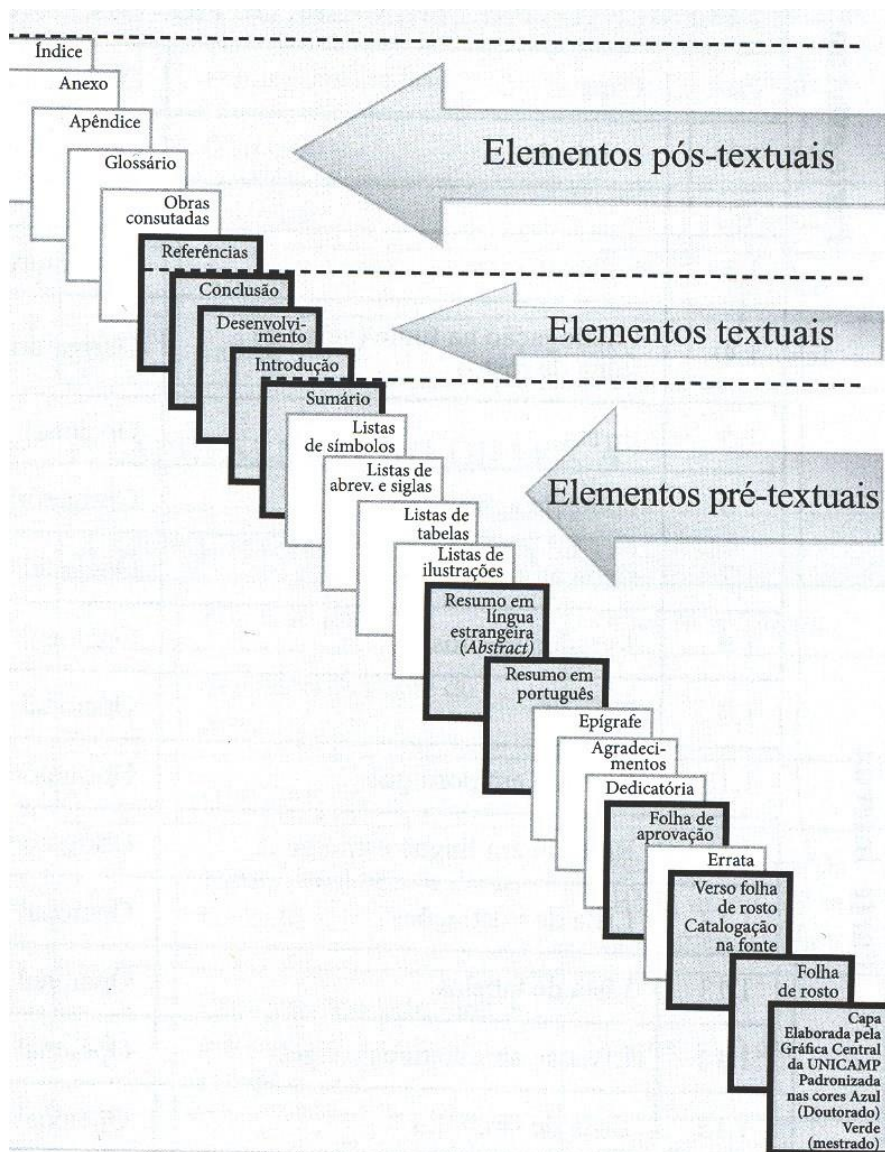 Índice
Anexo
Apêndice
Glossário
Obras
consutadas
Elementos pós-textuais
Referências
Conclusão
Desenvolvi-
mento
Introdução
Elementos textuais
Sumário
Listas
de símbolos
Listas de
abrev. e siglas
Listas de
tabelas
Listas de
ilustrações
Elementos pré-textuais
Resumo em
língua
estrangeira
(Abstract)
Resumo em
português
Epígrafe
Agradeci-
mentos
Dedicatória
Folha de
aprovação
Errata
Verso folha
de rosto
Catalogação
na fonte
Folha
de rosto
Capa
Elaborada pela
Gráfica Central
da UNICAMP
Padronizada
nas cores Azul
(Doutorado)
Verde
(mestrado)